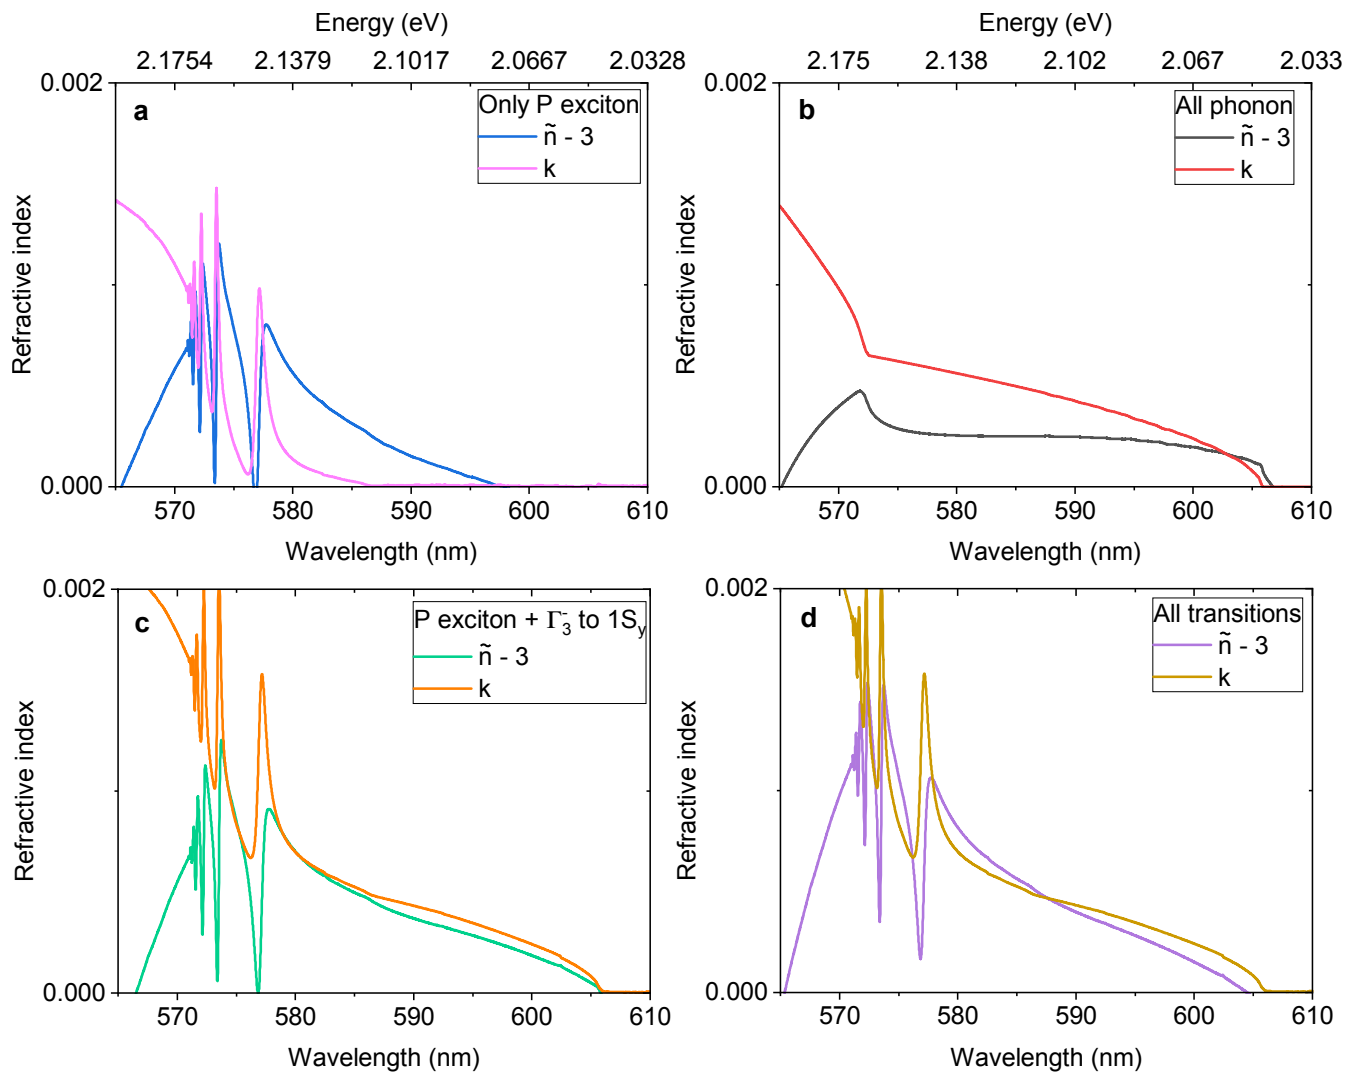 Energy (eV)
2.1754 2.1379 2.1017 2.0667 2.0328
0.002
a
Only P exciton
ñ - 3
k
Refractive index
0.000
570 580 590 600 610
Wavelength (nm)
Energy (eV)
2.175 2.138 2.102 2.067 2.033
0.002
b
All phonon
ñ - 3
k
Refractive index
0.000
570 580 590 600 610
Wavelength (nm)
0.002
c
P exciton + Γ₃⁻ to 1S_y
ñ - 3
k
Refractive index
0.000
570 580 590 600 610
Wavelength (nm)
0.002
d
All transitions
ñ - 3
k
Refractive index
0.000
570 580 590 600 610
Wavelength (nm)